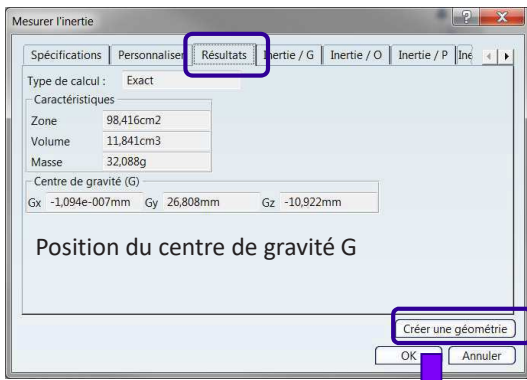 Mesurer l'inertie
Spécifications Personnaliser Résultats Inertie / G Inertie / O Inertie / P Ine
Type de calcul : Exact
Caractéristiques
Zone 98,416cm2
Volume 11,841cm3
Masse 32,088g
Centre de gravité (G)
Gx -1,094e-007mm Gy 26,808mm Gz -10,922mm
Position du centre de gravité G
Créer une géométrie
OK Annuler